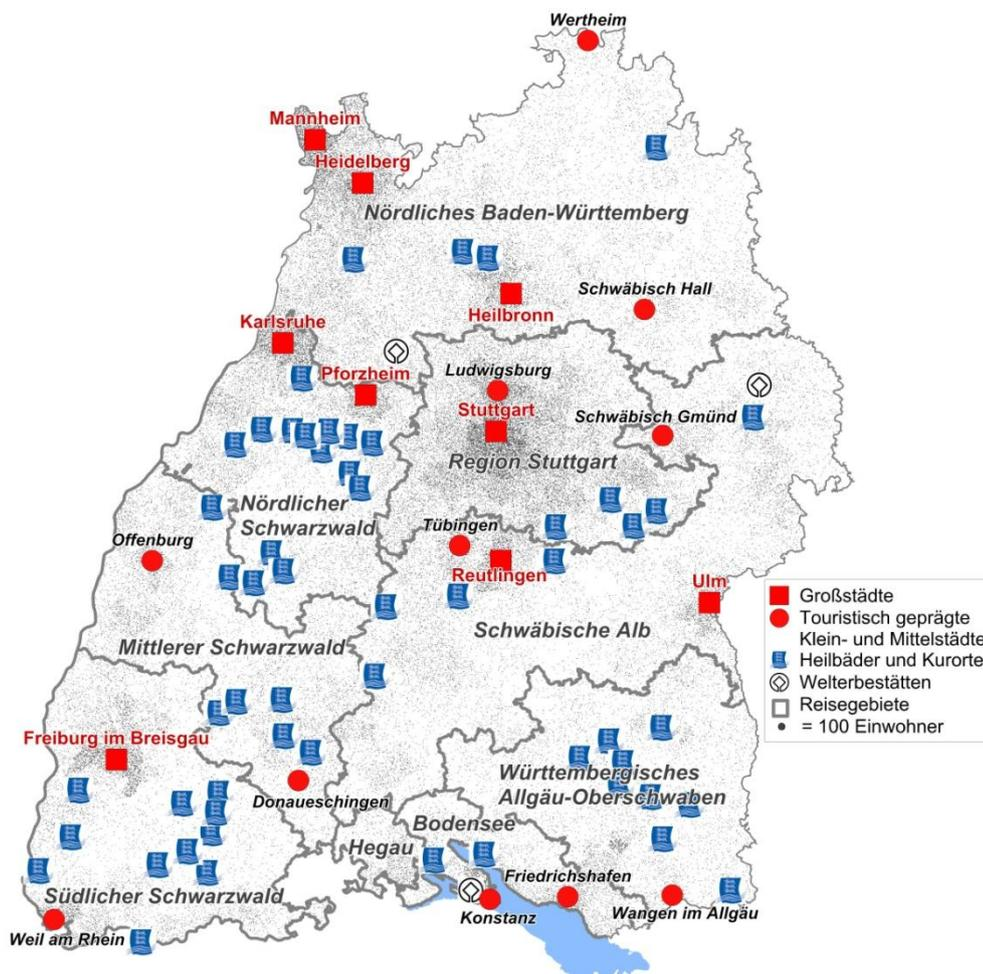 Wertheim
Mannheim
Heidelberg
Nördliches Baden-Württemberg
Schwäbisch Hall
Heilbronn
Karlsruhe
Pforzheim
Ludwigsburg
Stuttgart
Schwäbisch Gmünd
Region Stuttgart
Nördlicher
Schwarzwald
Tübingen
Offenburg
Reutlingen
Ulm
Schwäbische Alb
Mittlerer Schwarzwald
Großstädte
Touristisch geprägte
Klein- und Mittelstädte
Heilbäder und Kurorte
Welterbestätten
Reisegebiete
= 100 Einwohner
Freiburg im Breisgau
Württembergisches
Allgäu-Oberschwaben
Donaueschingen
Bodensee
Hegau
Friedrichshafen
Südlicher Schwarzwald
Konstanz
Wangen im Allgäu
Weil am Rhein